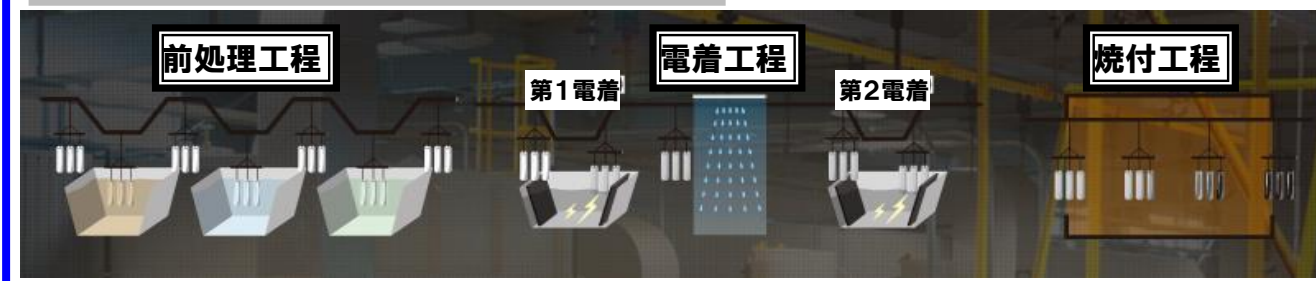 前処理工程
電着工程
焼付工程
第1電着
第2電着